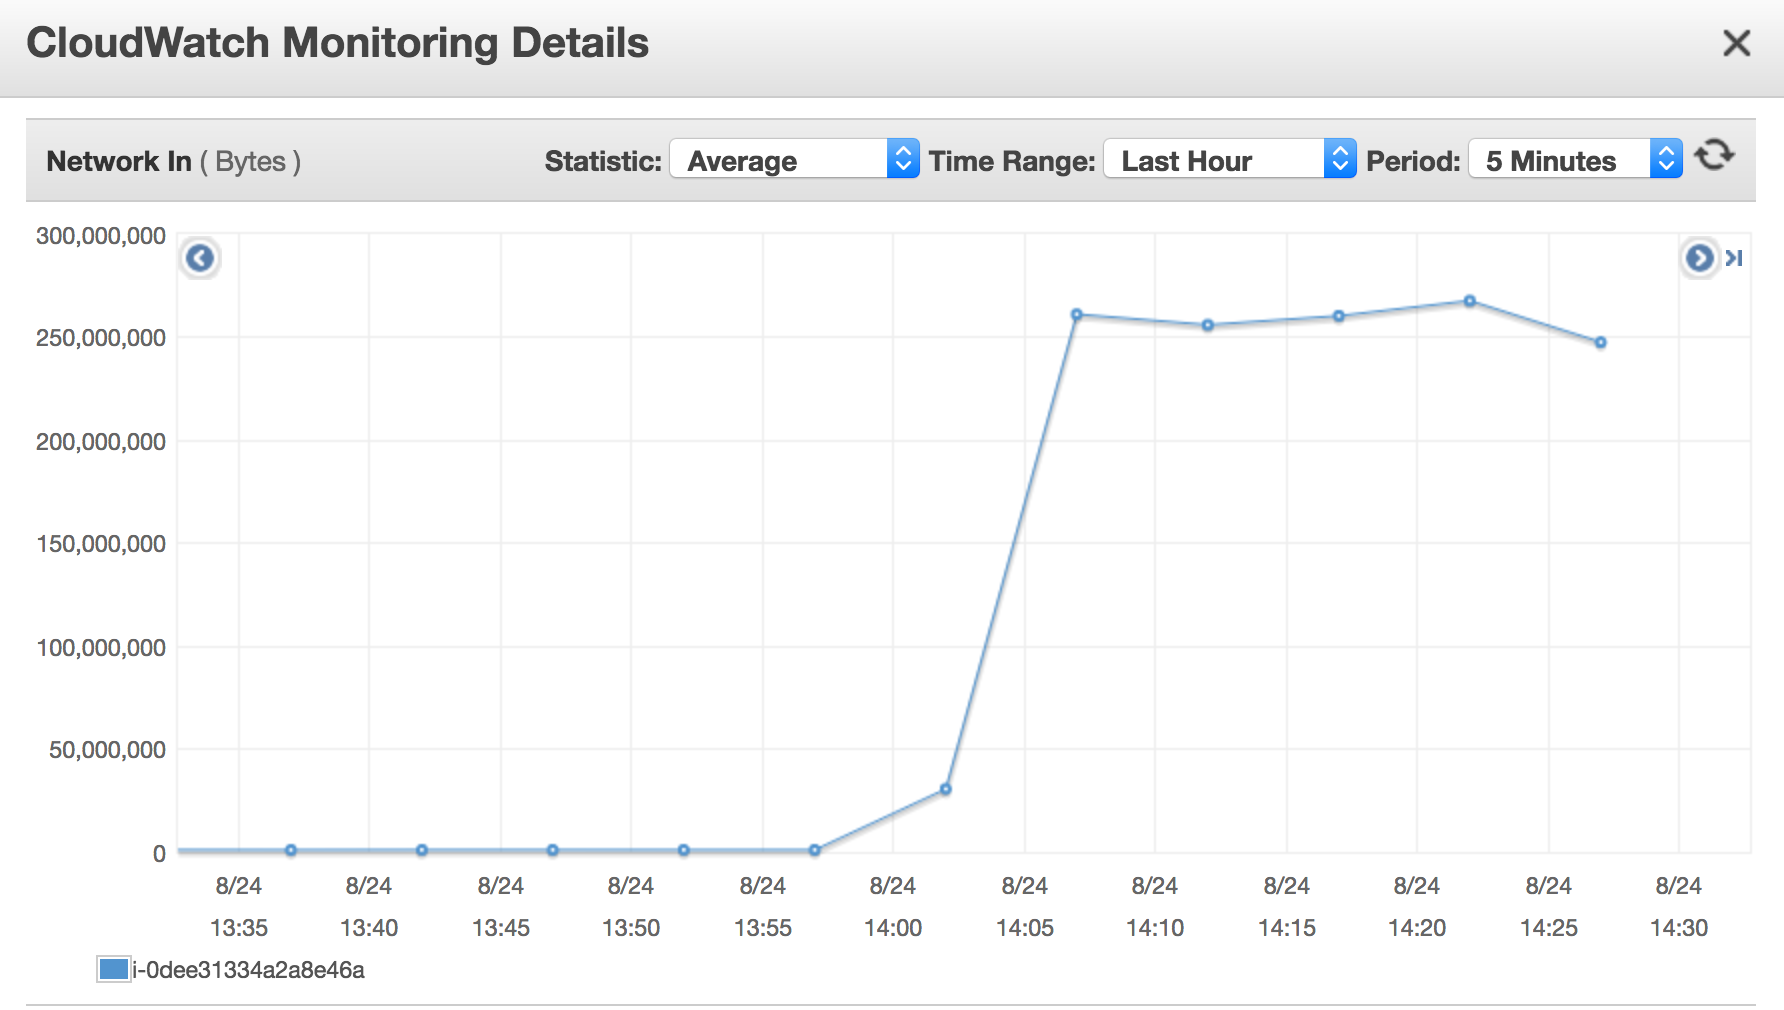 CloudWatch Monitoring Details
Network In ( Bytes ) Statistic: Average Time Range: Last Hour Period: 5 Minutes
300,000,000
250,000,000
200,000,000
150,000,000
100,000,000
50,000,000
0
8/24 8/24 8/24 8/24 8/24 8/24 8/24 8/24 8/24 8/24 8/24 8/24
13:35 13:40 13:45 13:50 13:55 14:00 14:05 14:10 14:15 14:20 14:25 14:30
i-0dee31334a2a8e46a